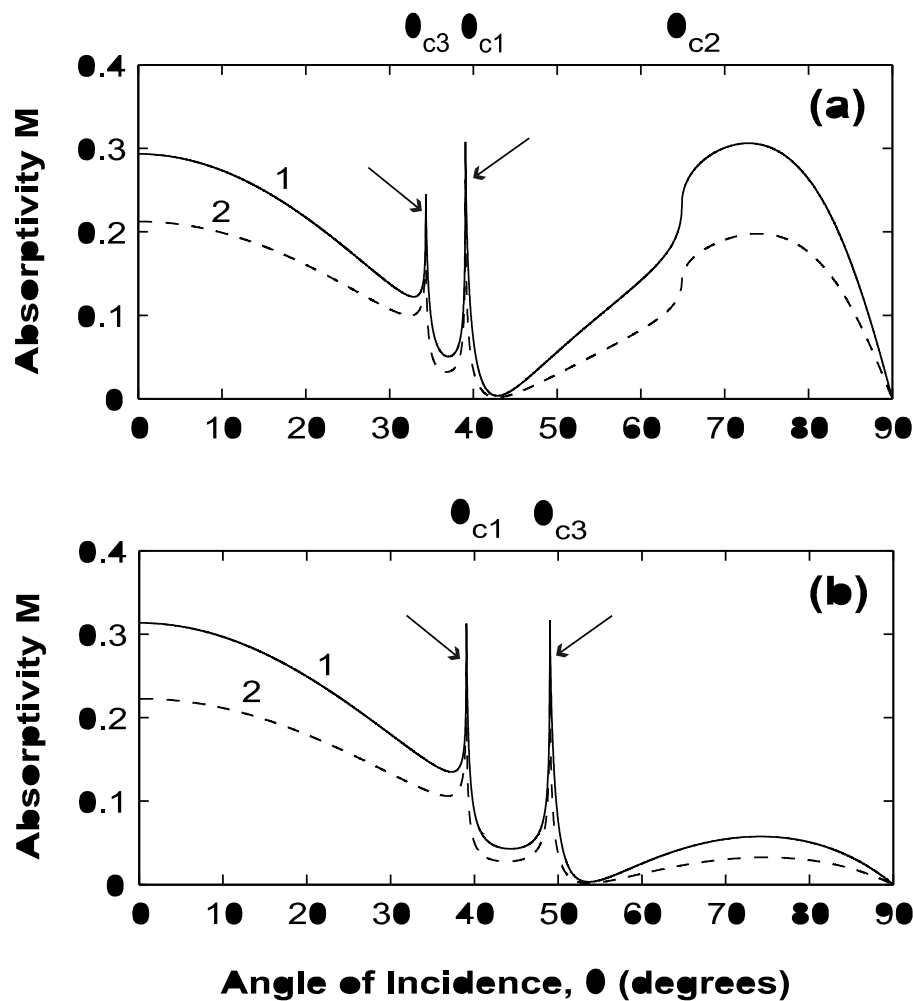 θc3 θc1 θc2
(a)
Absorptivity M
0.4
0.3
0.2
0.1
0
1
2
0 10 20 30 40 50 60 70 80 90
θc1 θc3
(b)
Absorptivity M
0.4
0.3
0.2
0.1
0
1
2
0 10 20 30 40 50 60 70 80 90
Angle of Incidence, θ (degrees)